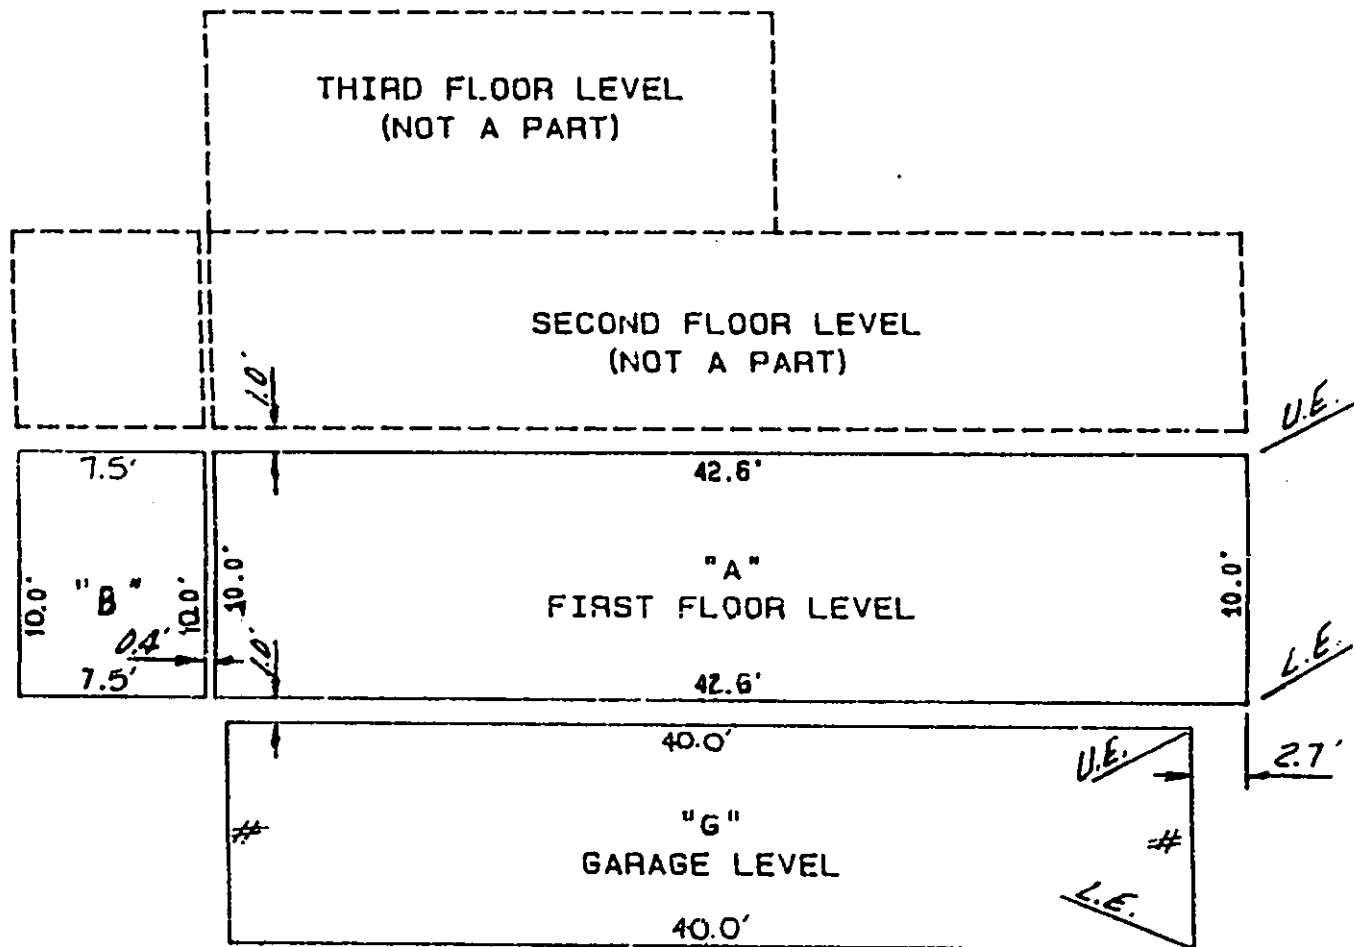 THIRD FLOOR LEVEL
(NOT A PART)
SECOND FLOOR LEVEL
(NOT A PART)
1.0'
U.E.
7.5'
42.6'
10.0'
"B"
10.0'
10.0'
"A"
FIRST FLOOR LEVEL
10.0'
0.4'
1.0'
L.E.
7.5'
42.6'
40.0'
U.E.
2.7'
#
"G"
GARAGE LEVEL
#
L.E.
40.0'